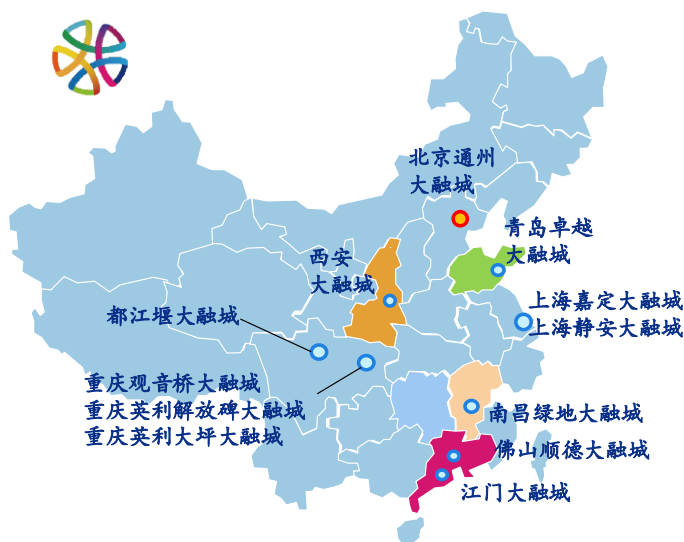 北京通州
大融城
青岛卓越
大融城
西安
大融城
上海嘉定大融城
上海静安大融城
都江堰大融城
重庆观音桥大融城
重庆英利解放碑大融城
重庆英利大坪大融城
南昌绿地大融城
佛山顺德大融城
江门大融城